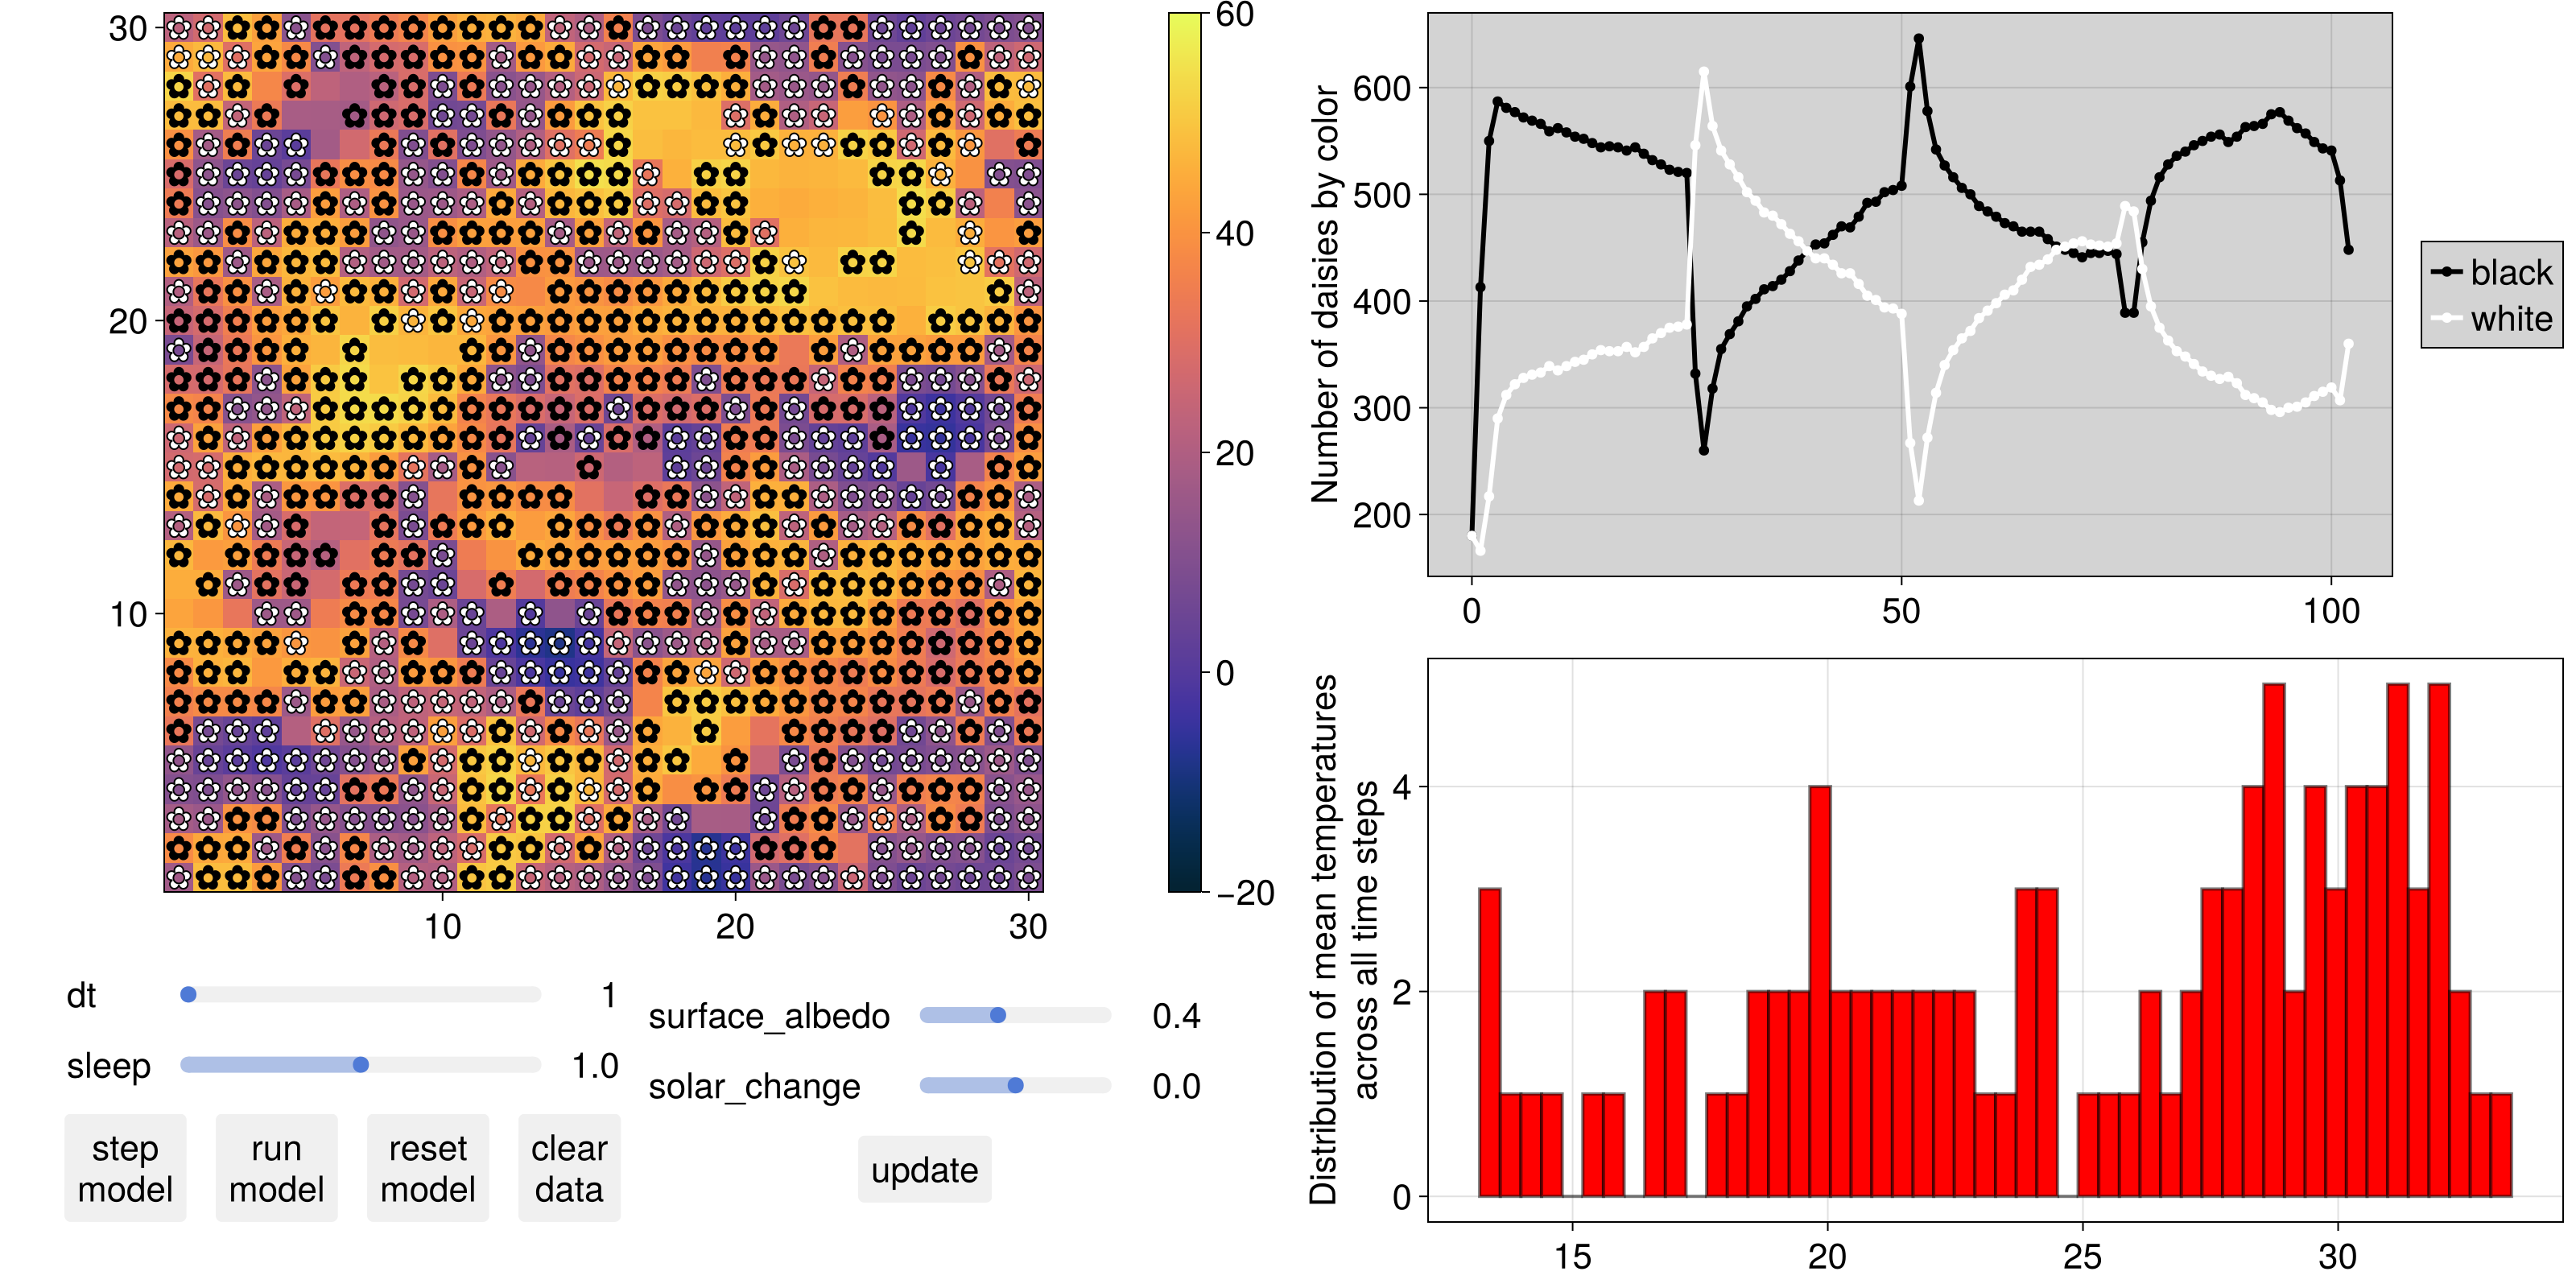 30
20
10
10
20
30
60
40
20
0
−20
dt
1
sleep
1.0
surface_albedo
0.4
solar_change
0.0
step
model
run
model
reset
model
clear
data
update
Number of daisies by color
600
500
400
300
200
0
50
100
black
white
Distribution of mean temperatures
across all time steps
4
2
0
15
20
25
30